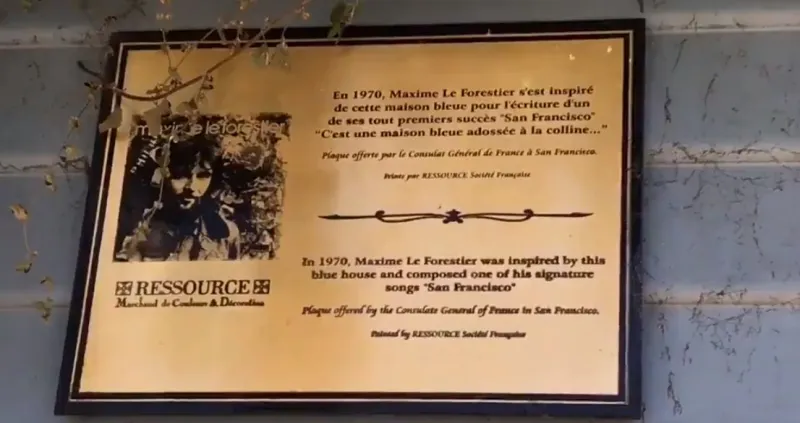 En 1970, Maxime Le Forestier s'est inspiré
de cette maison bleue pour l'écriture d'un
de ses tout premiers succès "San Francisco"
"C'est une maison bleue adossée à la colline..."
Plaque offerte par le Consulat Général de France à San Francisco.
Peinte par RESSOURCE Société Française
maxime le forestier
RESSOURCE
Marchand de Couleurs & Décoration
In 1970, Maxime Le Forestier was inspired by this
blue house and composed one of his signature
songs "San Francisco"
Plaque offered by the Consulate General of France in San Francisco.
Painted by RESSOURCE Société Française